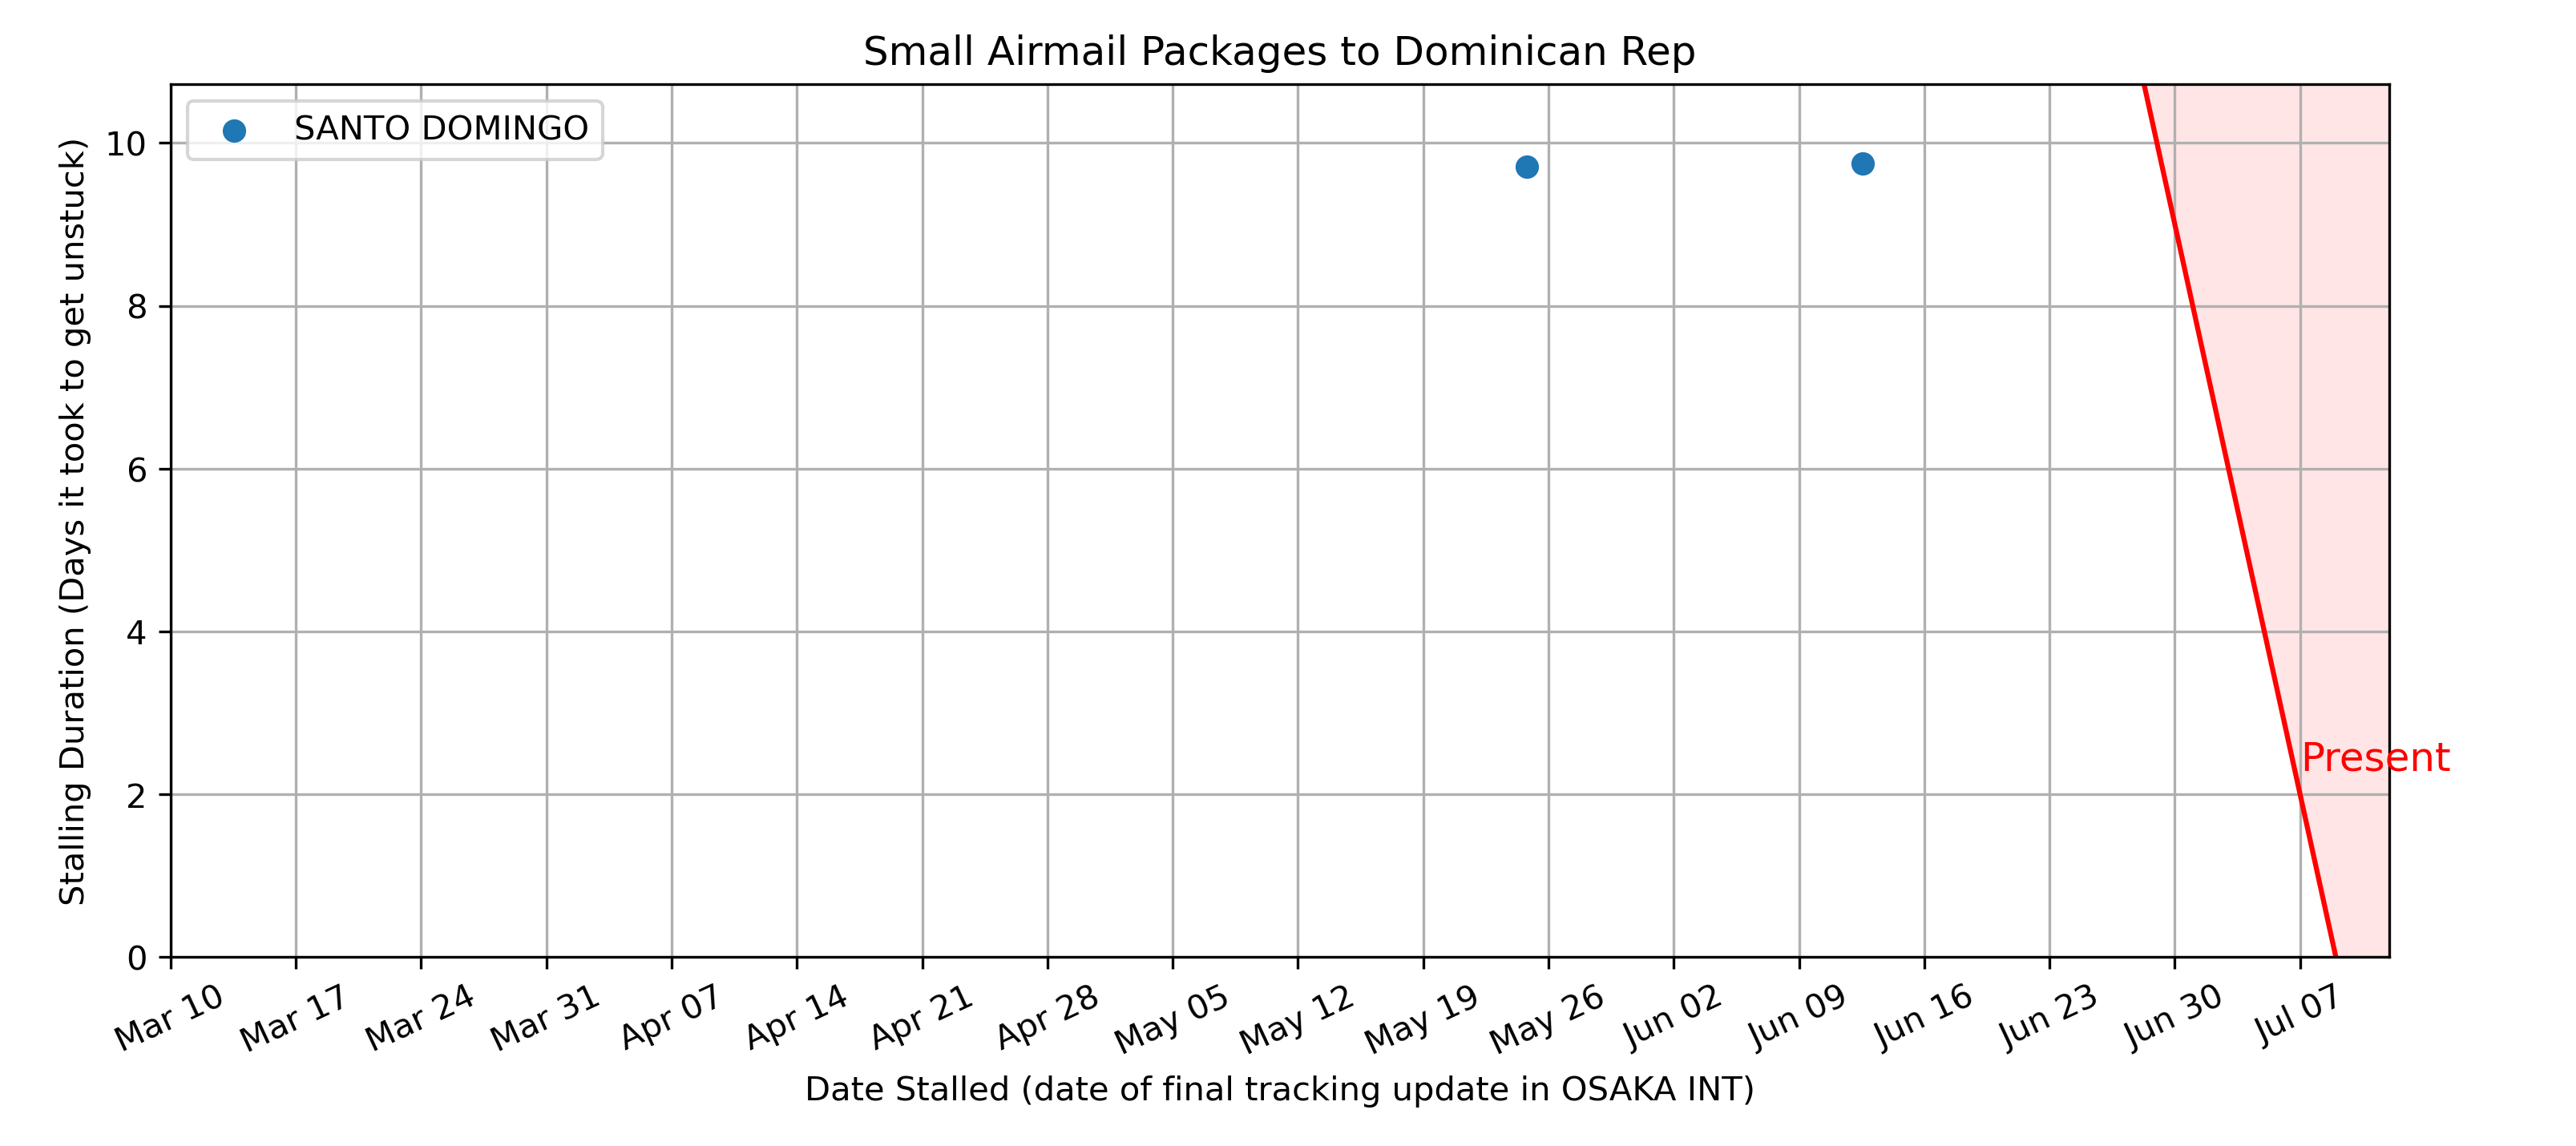 Small Airmail Packages to Dominican Rep
SANTO DOMINGO
Stalling Duration (Days it took to get unstuck)
10
8
6
4
2
0
Present
Mar 10 Mar 17 Mar 24 Mar 31 Apr 07 Apr 14 Apr 21 Apr 28 May 05 May 12 May 19 May 26 Jun 02 Jun 09 Jun 16 Jun 23 Jun 30 Jul 07
Date Stalled (date of final tracking update in OSAKA INT)